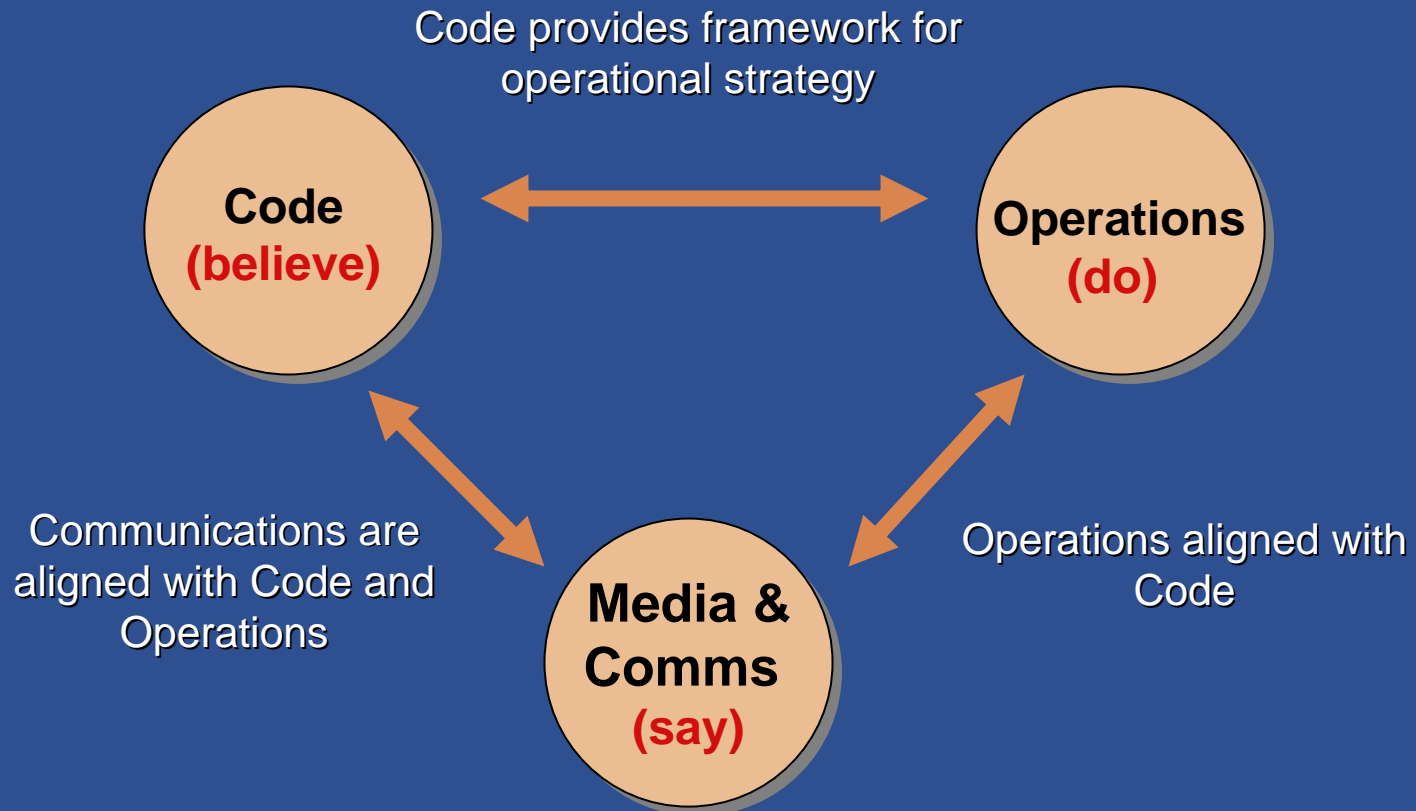 Code provides framework for
operational strategy
Code
(believe)
Operations
(do)
Communications are
aligned with Code and
Operations
Operations aligned with
Code
Media &
Comms
(say)